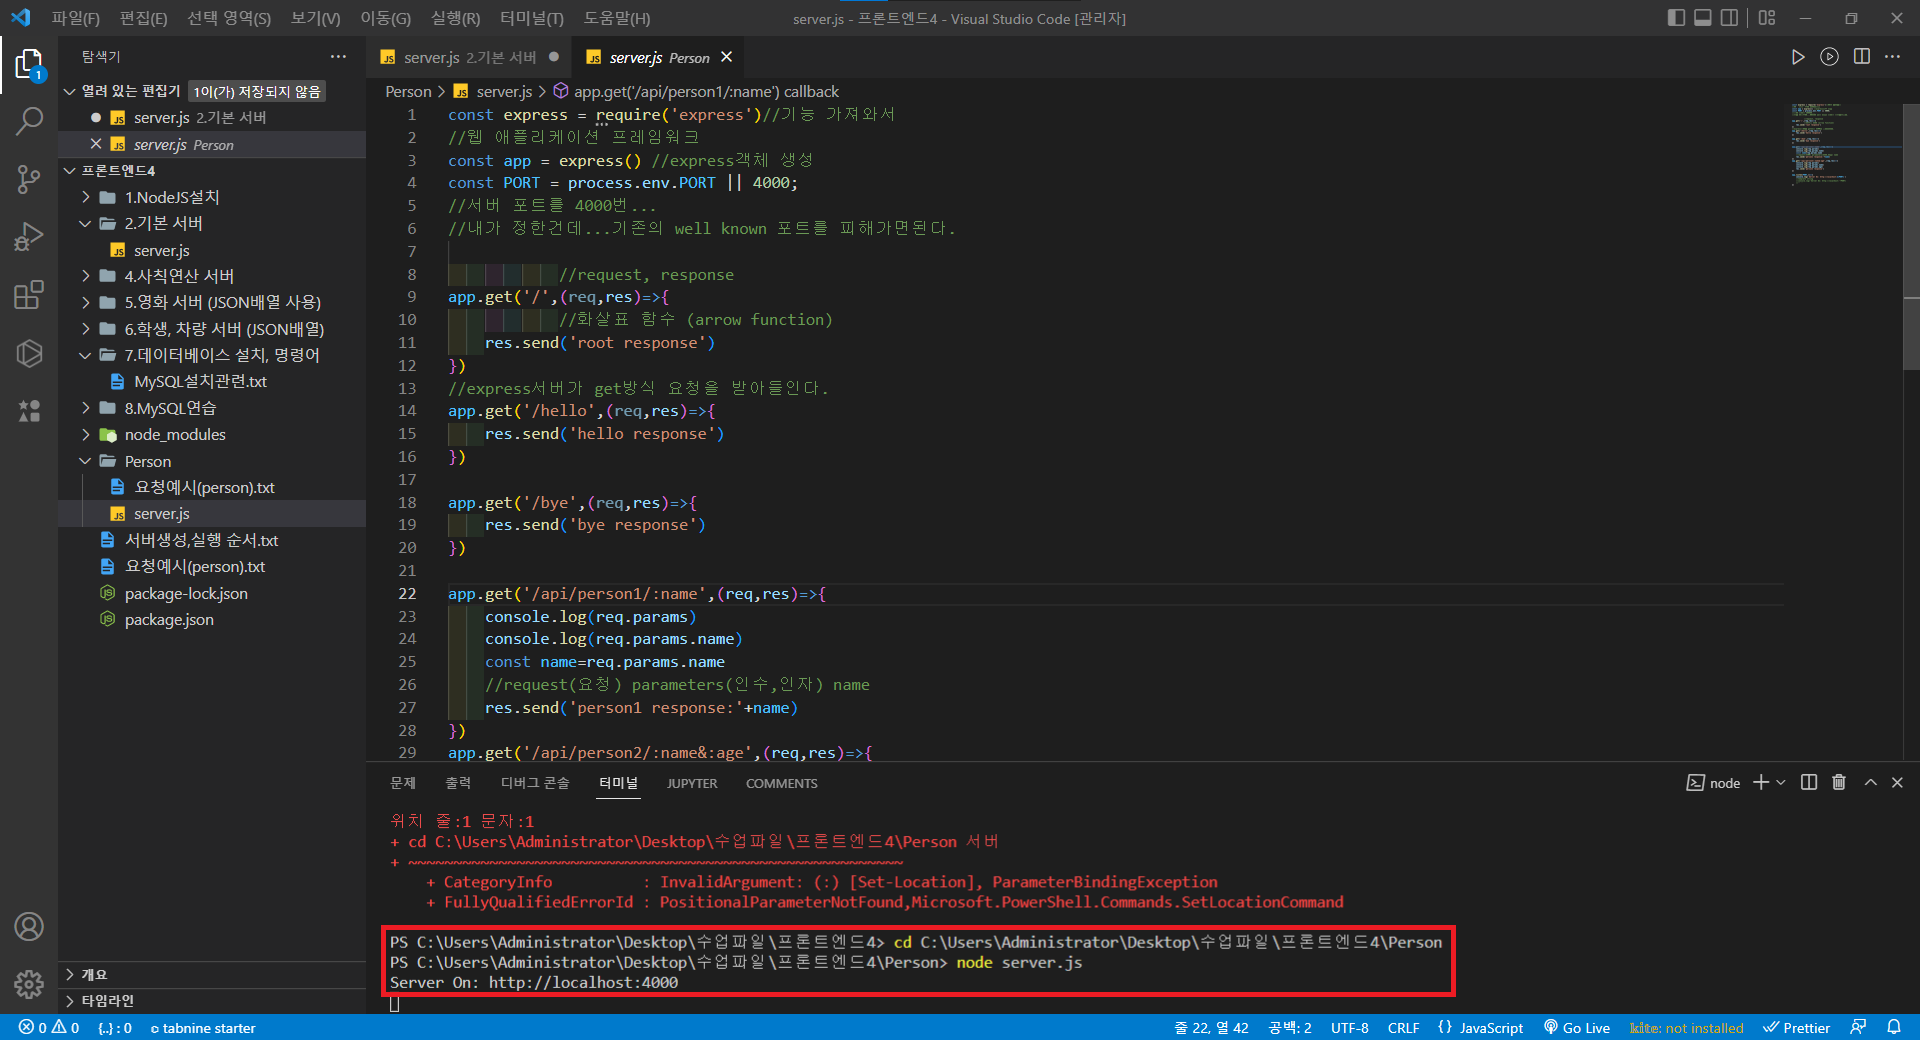 파일(F) 편집(E) 선택 영역(S) 보기(V) 이동(G) 실행(R) 터미널(T) 도움말(H) server.js - 프론트엔드4 - Visual Studio Code [관리자]
탐색기 ...
1
열려 있는 편집기 1이(가) 저장되지 않음
server.js 2.기본 서버
server.js Person
프론트엔드4
1.NodeJS설치
2.기본 서버
server.js
4.사칙연산 서버
5.영화 서버 (JSON배열 사용)
6.학생, 차량 서버 (JSON배열)
7.데이터베이스 설치, 명령어
MySQL설치관련.txt
8.MySQL연습
node_modules
Person
요청예시(person).txt
server.js
서버생성,실행 순서.txt
요청예시(person).txt
package-lock.json
package.json
개요
타임라인
server.js 2.기본 서버 server.js Person
Person > server.js > app.get('/api/person1/:name') callback
1 const express = require('express')//기능 가져와서
2 //웹 애플리케이션 프레임워크
3 const app = express() //express객체 생성
4 const PORT = process.env.PORT || 4000;
5 //서버 포트를 4000번...
6 //내가 정한건데...기존의 well known 포트를 피해가면된다.
7
8 //request, response
9 app.get('/',(req,res)=>{
10 //화살표 함수 (arrow function)
11 res.send('root response')
12 })
13 //express서버가 get방식 요청을 받아들인다.
14 app.get('/hello',(req,res)=>{
15 res.send('hello response')
16 })
17
18 app.get('/bye',(req,res)=>{
19 res.send('bye response')
20 })
21
22 app.get('/api/person1/:name',(req,res)=>{
23 console.log(req.params)
24 console.log(req.params.name)
25 const name=req.params.name
26 //request(요청) parameters(인수,인자) name
27 res.send('person1 response:'+name)
28 })
29 app.get('/api/person2/:name&:age',(req,res)=>{
문제 출력 디버그 콘솔 터미널 JUPYTER COMMENTS node
위치 줄:1 문자:1
+ cd C:\Users\Administrator\Desktop\수업파일\프론트엔드4\Person 서버
+ ~~~~~~~~~~~~~~~~~~~~~~~~~~~~~~~~~~~~~~~~~~~~~~~~~~~~~~~
+ CategoryInfo : InvalidArgument: (:) [Set-Location], ParameterBindingException
+ FullyQualifiedErrorId : PositionalParameterNotFound,Microsoft.PowerShell.Commands.SetLocationCommand
PS C:\Users\Administrator\Desktop\수업파일\프론트엔드4> cd C:\Users\Administrator\Desktop\수업파일\프론트엔드4\Person
PS C:\Users\Administrator\Desktop\수업파일\프론트엔드4\Person> node server.js
Server On: http://localhost:4000
0 0 {..} : 0 tabnine starter 줄 22, 열 42 공백: 2 UTF-8 CRLF {} JavaScript Go Live kite: not installed Prettier